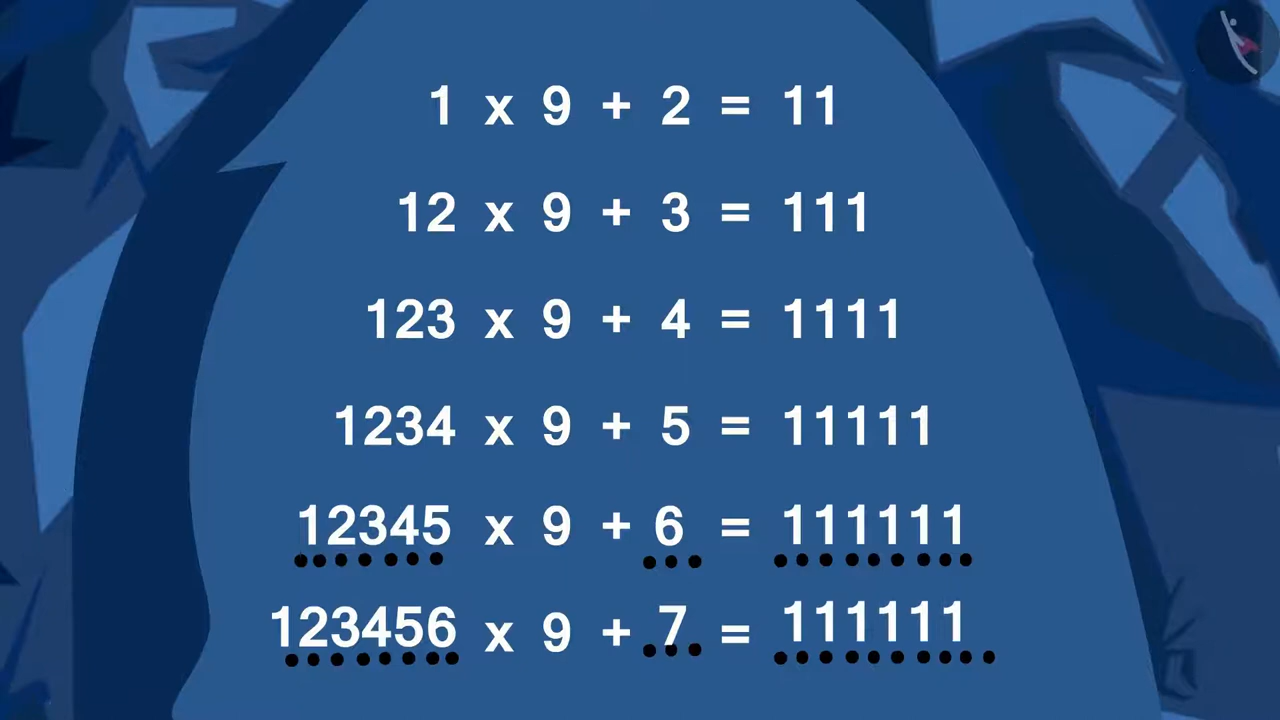 1 x 9 + 2 = 11
12 x 9 + 3 = 111
123 x 9 + 4 = 1111
1234 x 9 + 5 = 11111
12345 x 9 + 6 = 111111
123456 x 9 + 7 = 111111